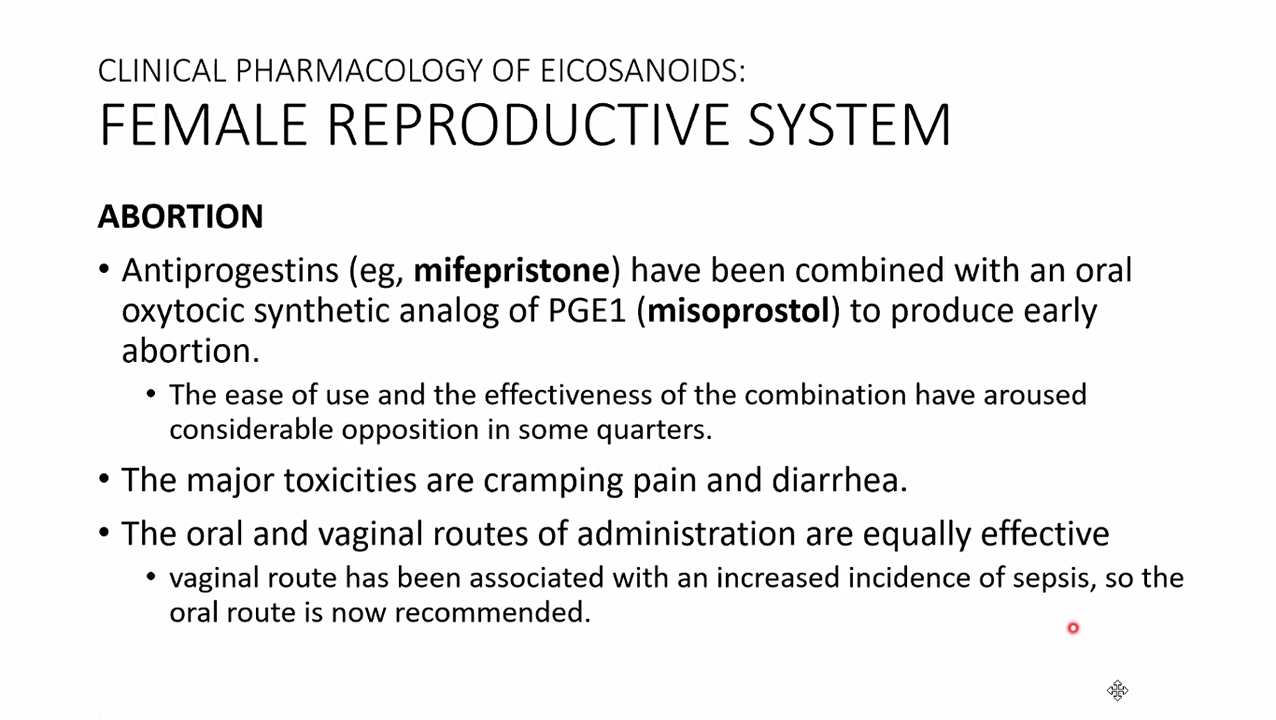 CLINICAL PHARMACOLOGY OF EICOSANOIDS:
FEMALE REPRODUCTIVE SYSTEM
ABORTION
• Antiprogestins (eg, mifepristone) have been combined with an oral
oxytocic synthetic analog of PGE1 (misoprostol) to produce early
abortion.
• The ease of use and the effectiveness of the combination have aroused
considerable opposition in some quarters.
• The major toxicities are cramping pain and diarrhea.
• The oral and vaginal routes of administration are equally effective
• vaginal route has been associated with an increased incidence of sepsis, so the
oral route is now recommended.